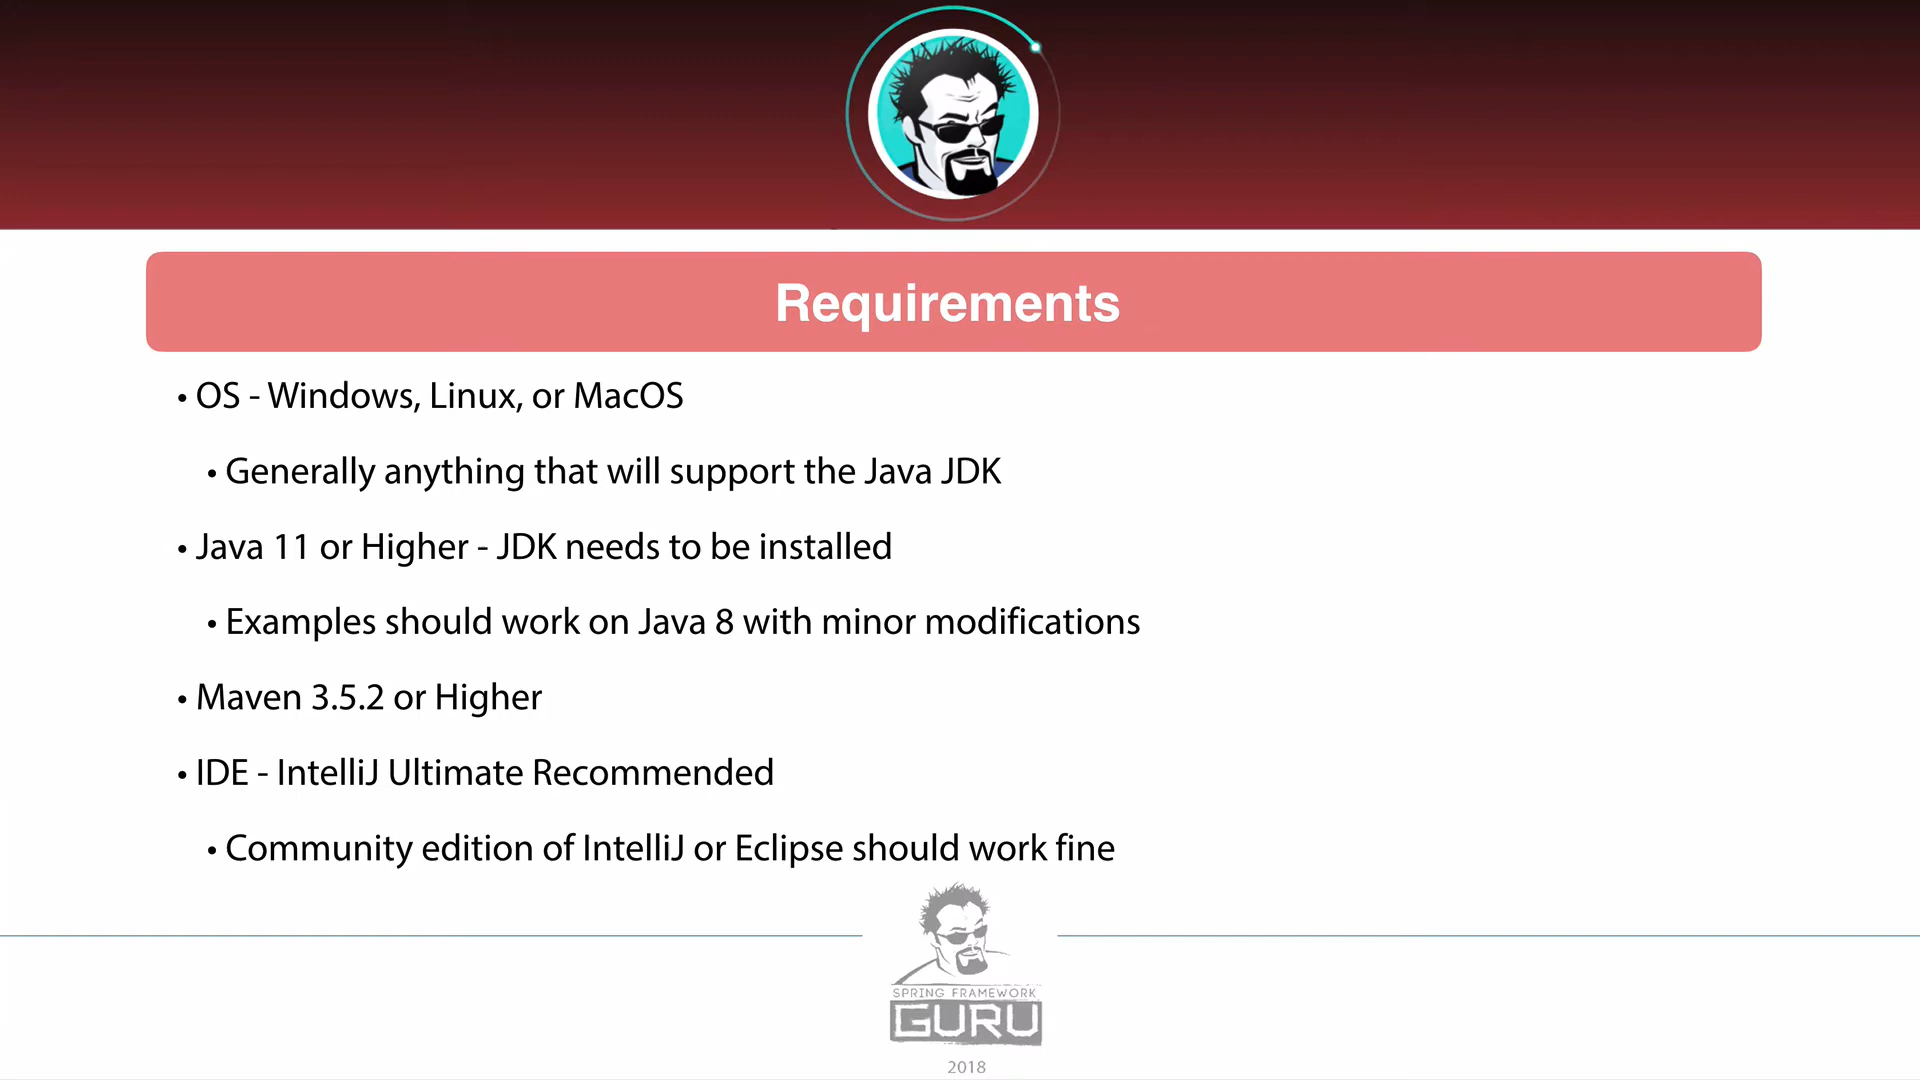 Requirements
• OS - Windows, Linux, or MacOS
• Generally anything that will support the Java JDK
• Java 11 or Higher - JDK needs to be installed
• Examples should work on Java 8 with minor modifications
• Maven 3.5.2 or Higher
• IDE - IntelliJ Ultimate Recommended
• Community edition of IntelliJ or Eclipse should work fine
SPRING FRAMEWORK
GURU
2018